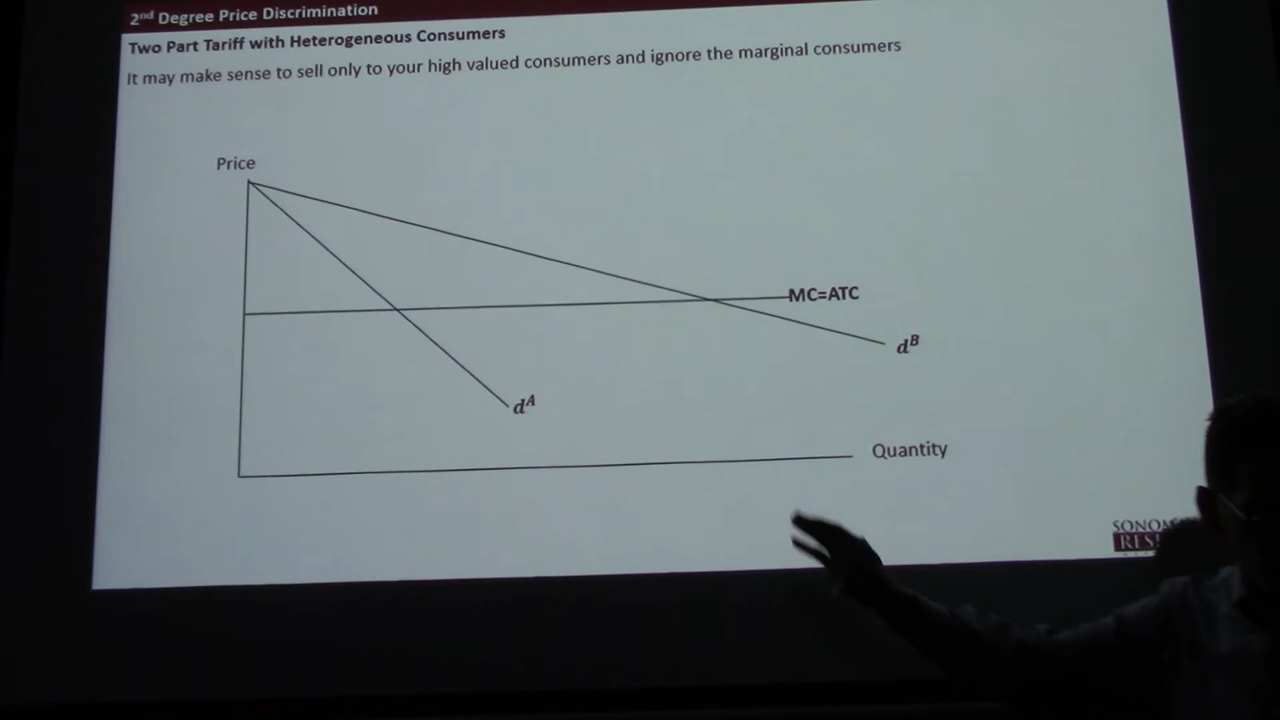 2nd Degree Price Discrimination
Two Part Tariff with Heterogeneous Consumers
It may make sense to sell only to your high valued consumers and ignore the marginal consumers
Price
MC=ATC
dB
dA
Quantity